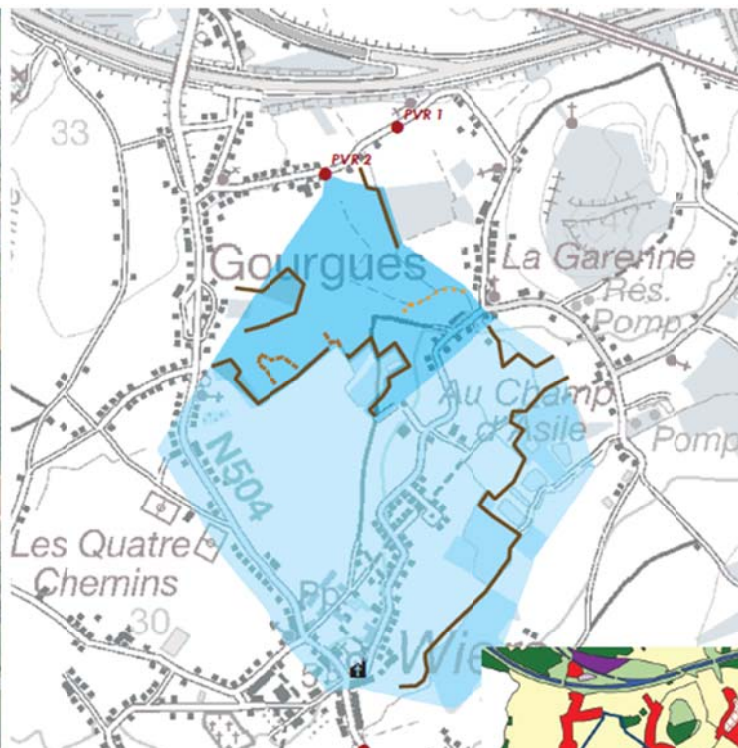 33
PVR 1
PVR 2
Gourgues
La Garenne
Rés.
Pomp
Au Champ
d'Asile
Pomp
N504
Les Quatre
Chemins
30
Wiers